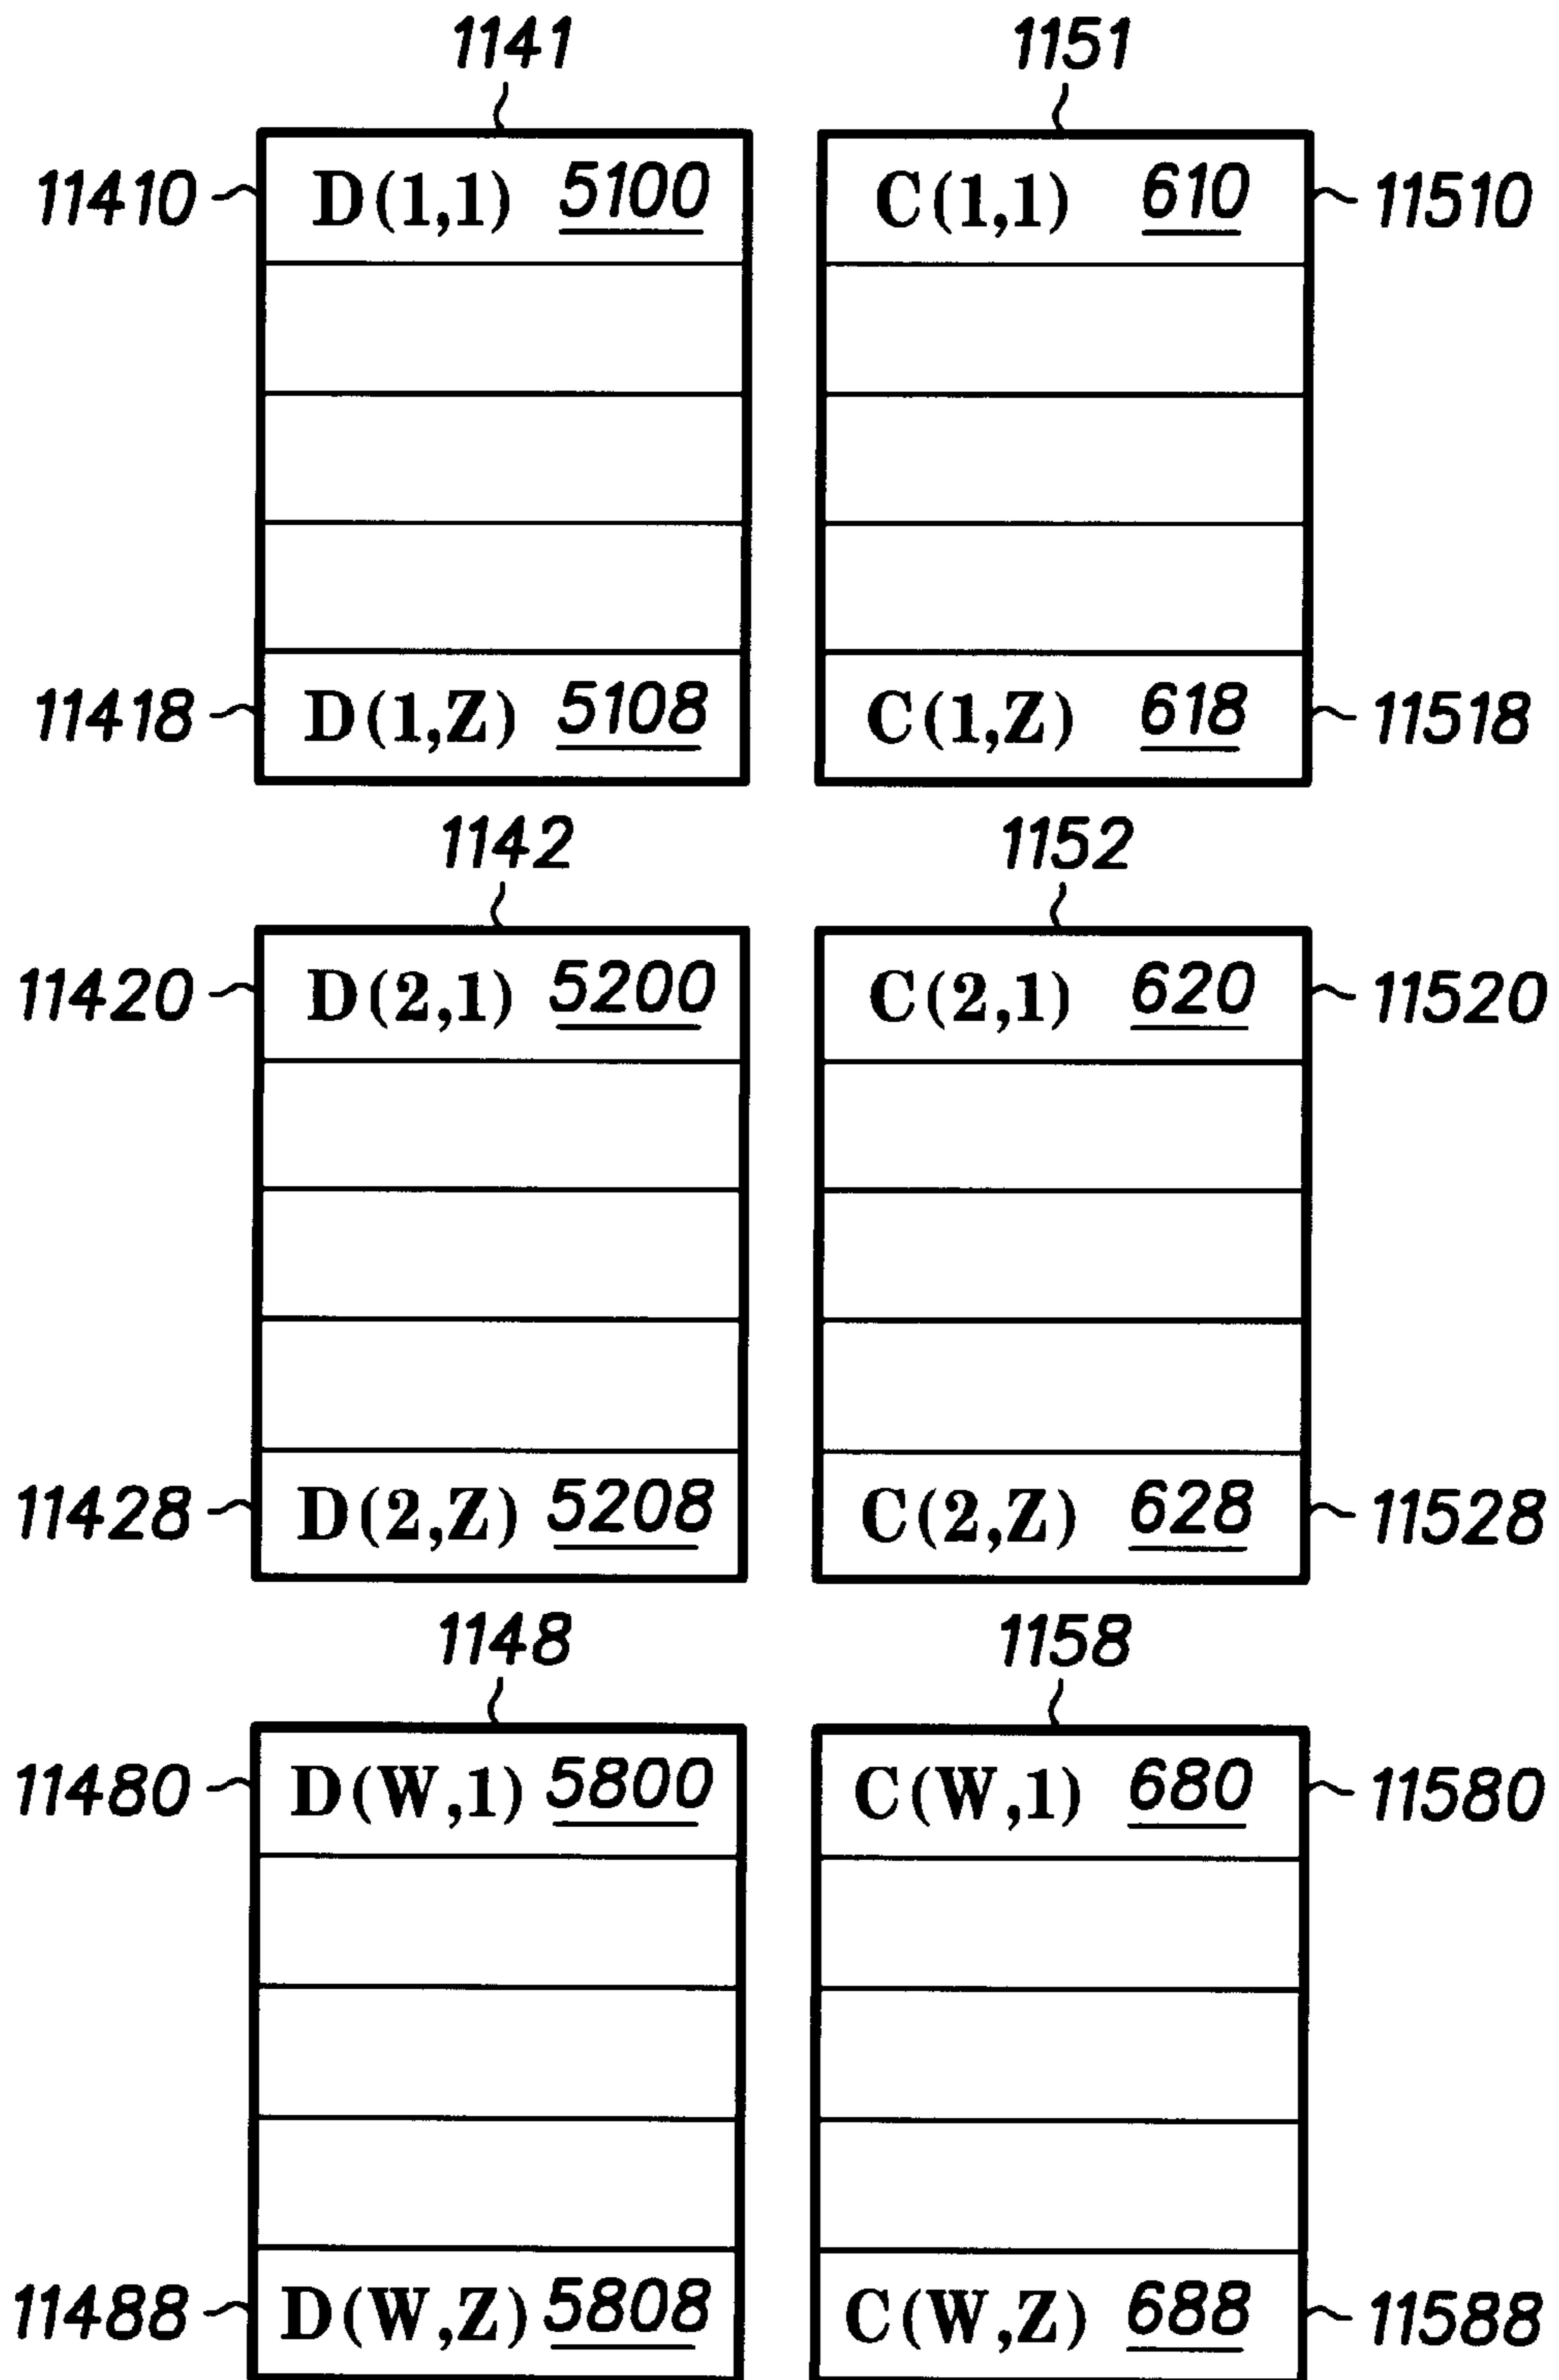 1141 1151
11410 D(1,1) 5100 C(1,1) 610 11510
11418 D(1,Z) 5108 C(1,Z) 618 11518
1142 1152
11420 D(2,1) 5200 C(2,1) 620 11520
11428 D(2,Z) 5208 C(2,Z) 628 11528
1148 1158
11480 D(W,1) 5800 C(W,1) 680 11580
11488 D(W,Z) 5808 C(W,Z) 688 11588